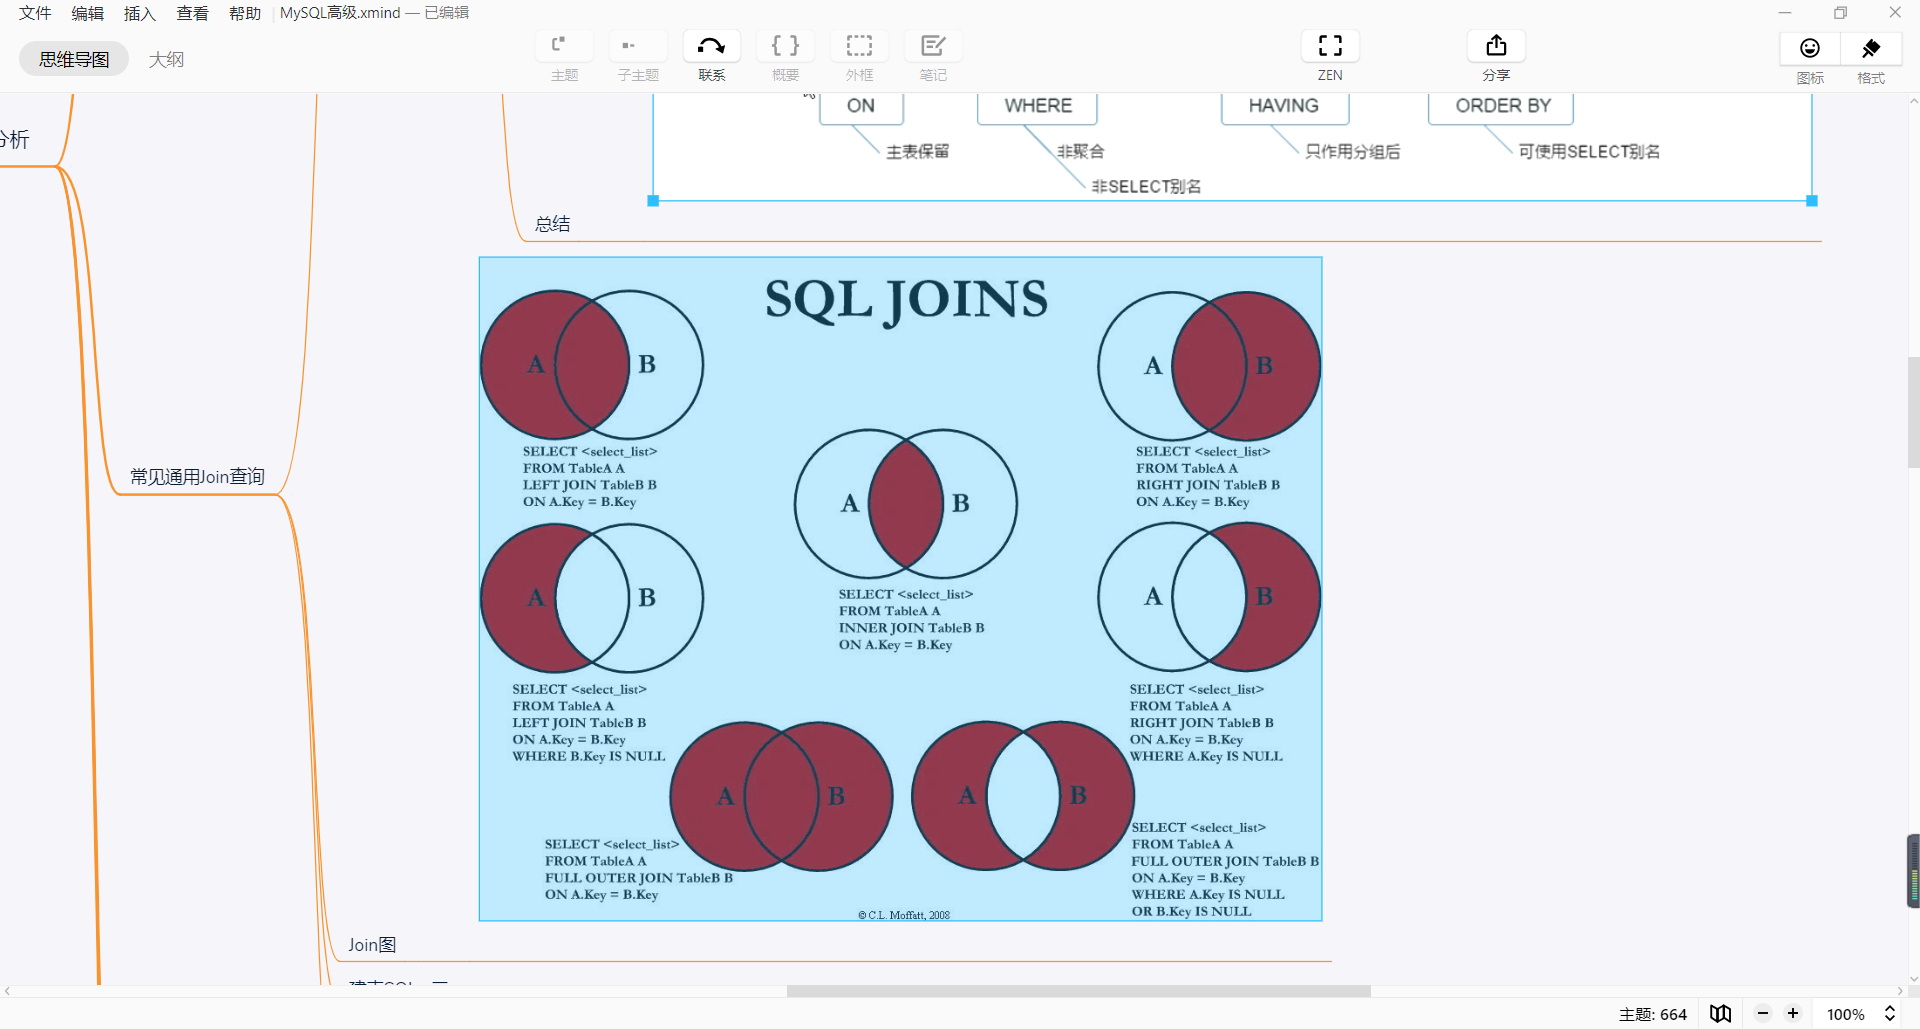 文件 编辑 插入 查看 帮助 MySQL高级.xmind — 已编辑
思维导图 大纲
主题 子主题 联系 概要 外框 笔记 ZEN 分享 图标 格式
ON WHERE HAVING ORDER BY
分析
主表保留 非聚合 只作用分组后 可使用SELECT别名
非SELECT别名
总结
SQL JOINS
A B
SELECT <select_list>
FROM TableA A
LEFT JOIN TableB B
ON A.Key = B.Key
A B
SELECT <select_list>
FROM TableA A
RIGHT JOIN TableB B
ON A.Key = B.Key
常见通用Join查询
A B
SELECT <select_list>
FROM TableA A
INNER JOIN TableB B
ON A.Key = B.Key
A B
SELECT <select_list>
FROM TableA A
LEFT JOIN TableB B
ON A.Key = B.Key
WHERE B.Key IS NULL
A B
SELECT <select_list>
FROM TableA A
RIGHT JOIN TableB B
ON A.Key = B.Key
WHERE A.Key IS NULL
A B
SELECT <select_list>
FROM TableA A
FULL OUTER JOIN TableB B
ON A.Key = B.Key
A B
SELECT <select_list>
FROM TableA A
FULL OUTER JOIN TableB B
ON A.Key = B.Key
WHERE A.Key IS NULL
OR B.Key IS NULL
© C.L. Moffatt, 2008
Join图
主题: 664 100%